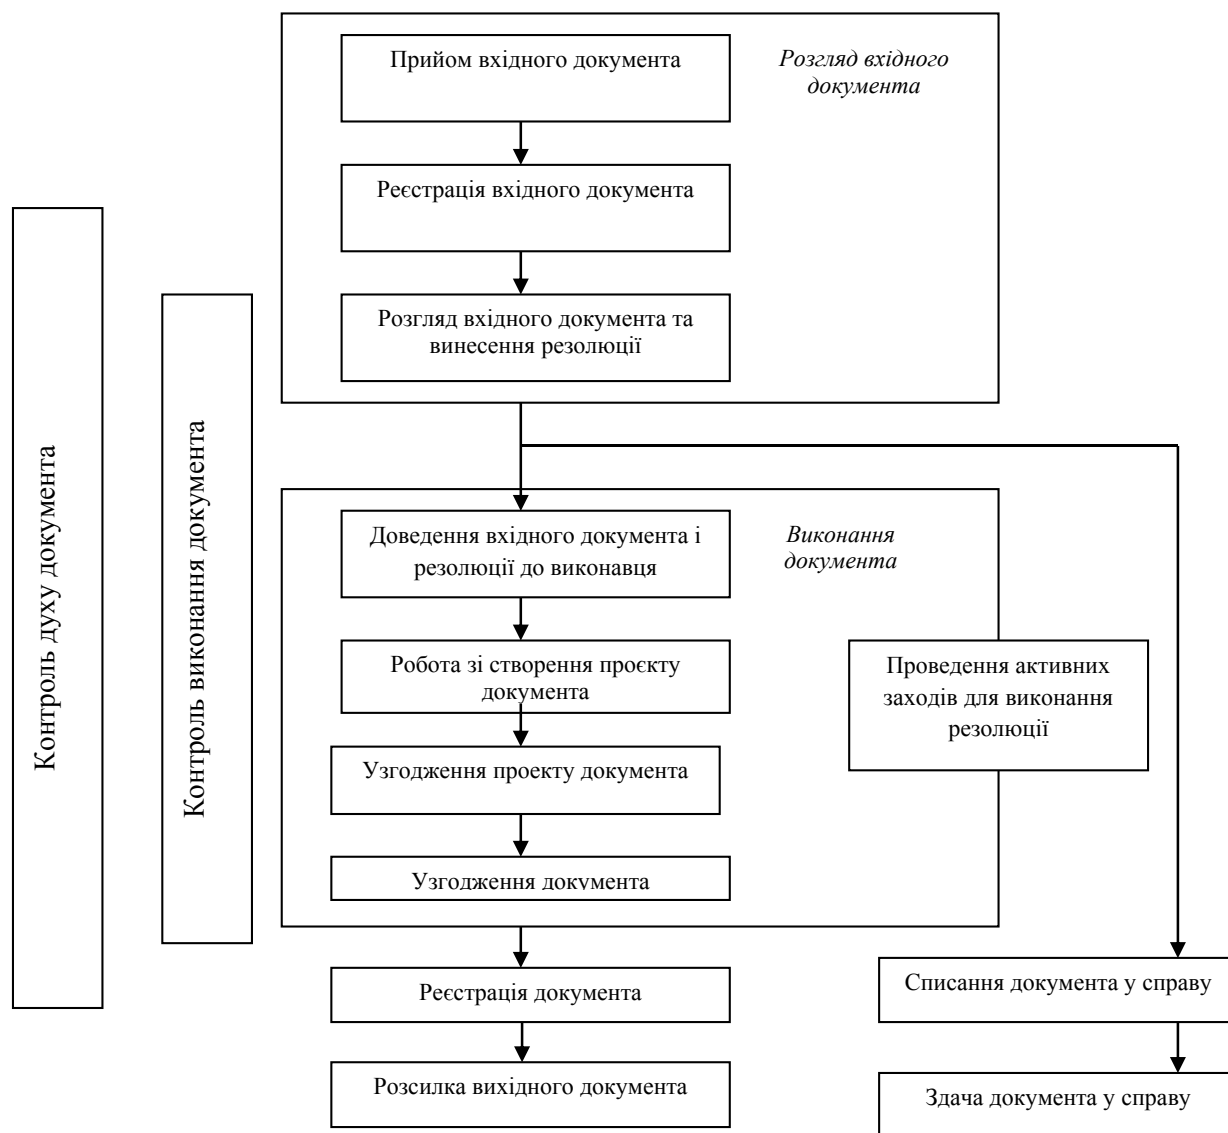 Прийом вхідного документа
Розгляд вхідного
документа
Реєстрація вхідного документа
Розгляд вхідного документа та
винесення резолюції
Контроль духу документа
Контроль виконання документа
Доведення вхідного документа і
резолюції до виконавця
Виконання
документа
Робота зі створення проєкту
документа
Проведення активних
заходів для виконання
резолюції
Узгодження проекту документа
Узгодження документа
Реєстрація документа
Списання документа у справу
Розсилка вихідного документа
Здача документа у справу